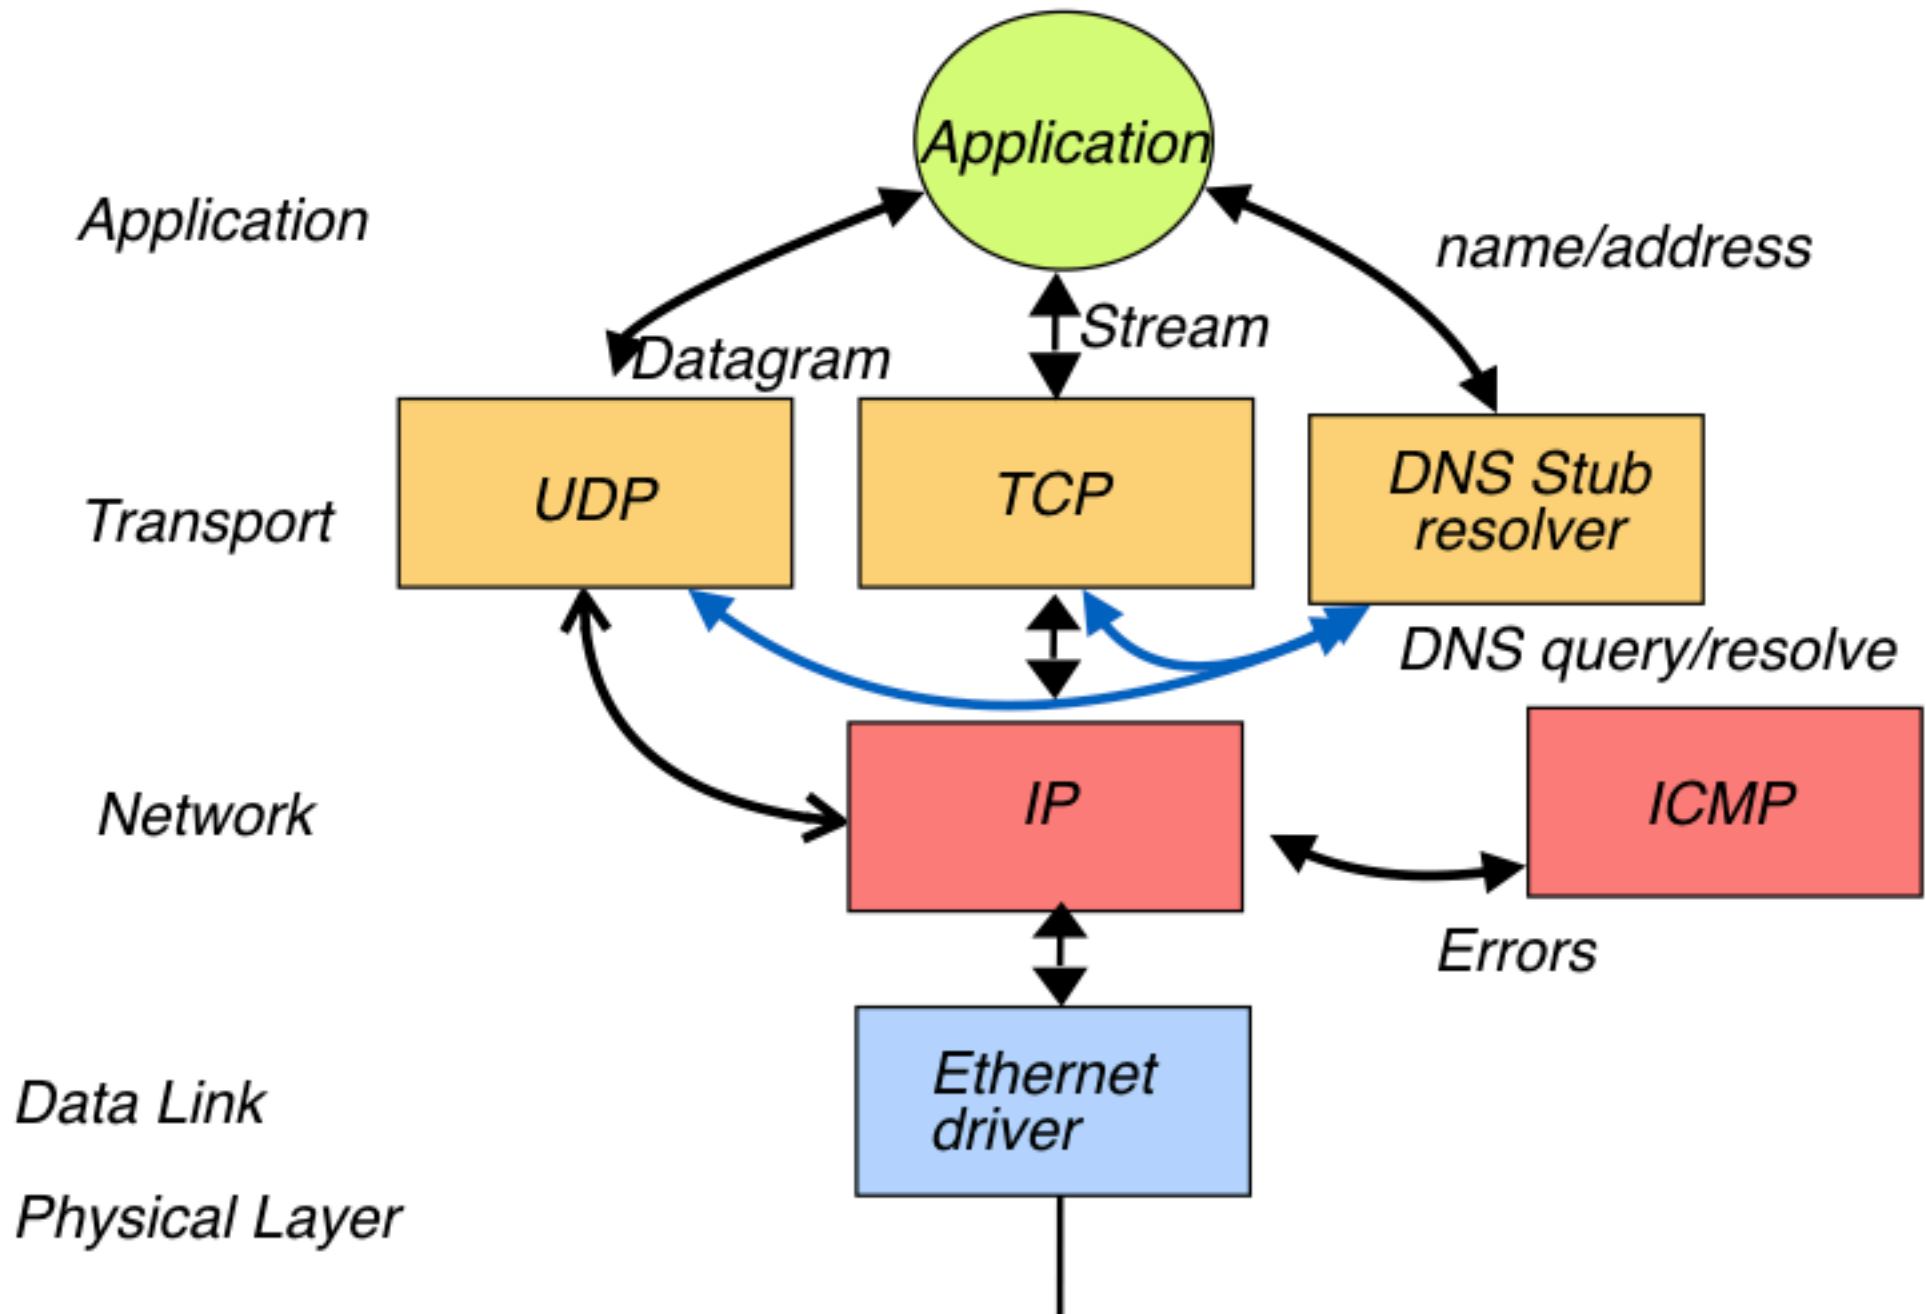 Application
Application
name/address
Stream
Datagram
UDP
TCP
DNS Stub
resolver
Transport
DNS query/resolve
Network
IP
ICMP
Errors
Ethernet
driver
Data Link
Physical Layer